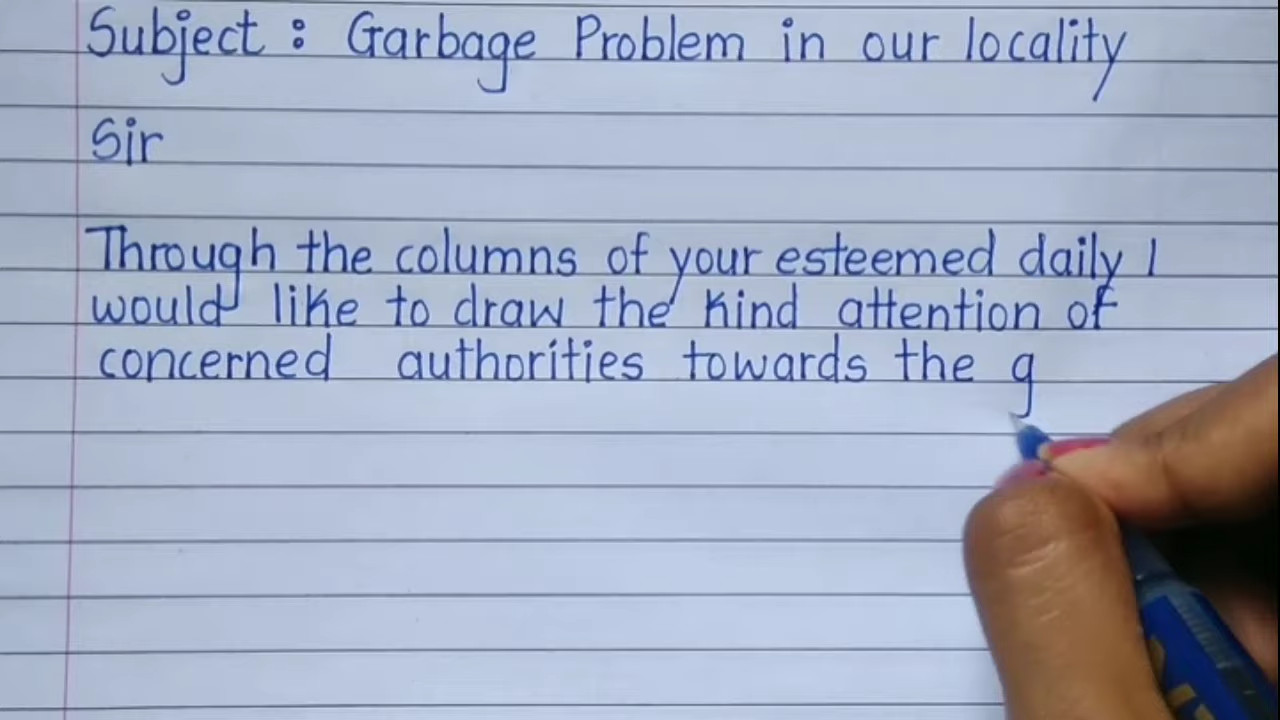 Subject : Garbage Problem in our locality
Sir
Through the columns of your esteemed daily I
would like to draw the kind attention of
concerned authorities towards the g